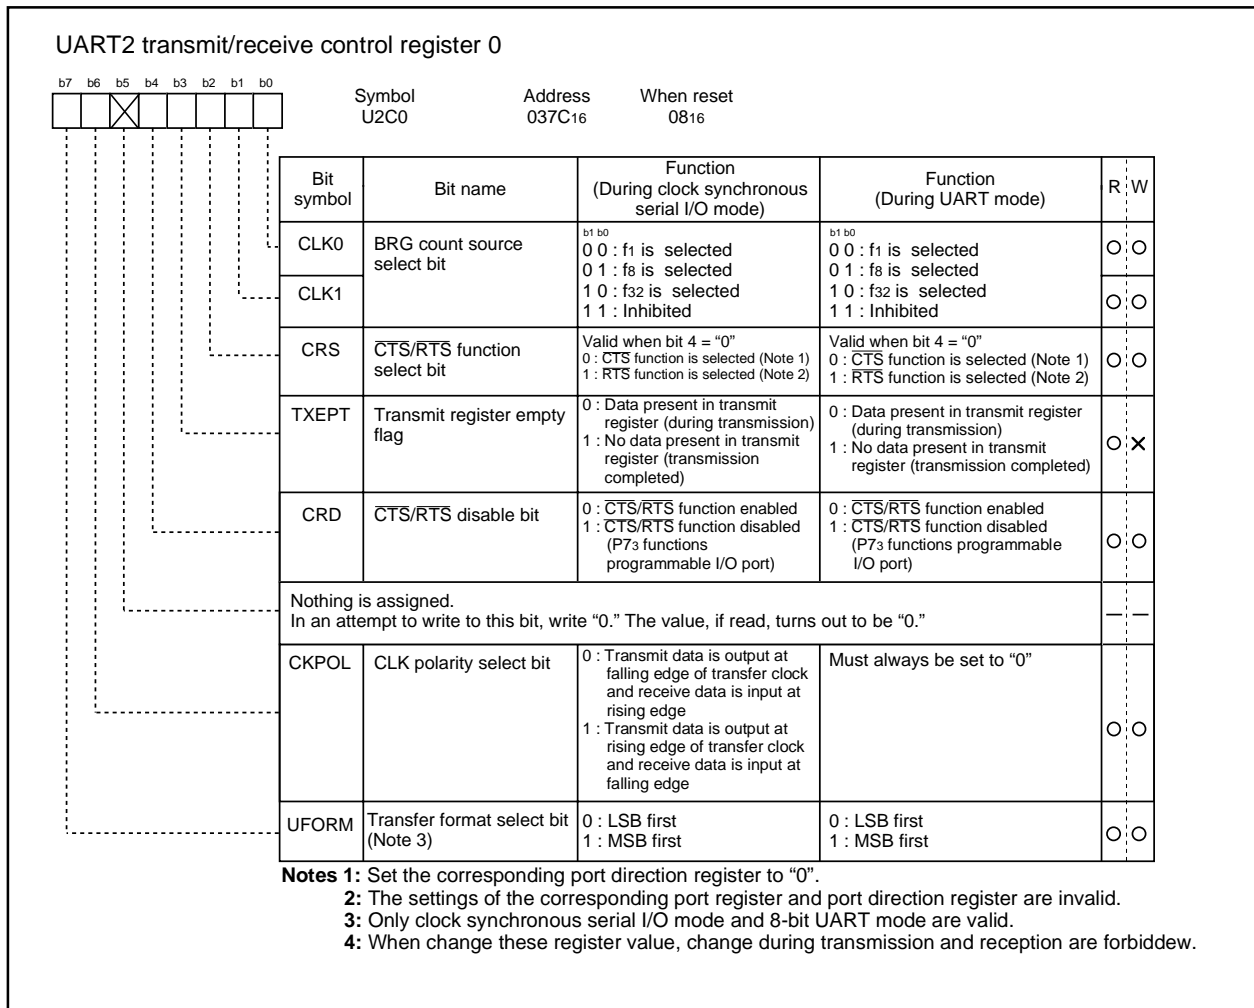 UART2 transmit/receive control register 0
b7 b6 b5 b4 b3 b2 b1 b0
Symbol Address When reset
U2C0 037C16 0816
Bit symbol
Bit name
Function
(During clock synchronous
serial I/O mode)
Function
(During UART mode)
R W
CLK0
CLK1
BRG count source
select bit
b1 b0
0 0 : f1 is selected
0 1 : f8 is selected
1 0 : f32 is selected
1 1 : Inhibited
b1 b0
0 0 : f1 is selected
0 1 : f8 is selected
1 0 : f32 is selected
1 1 : Inhibited
CRS
CTS/RTS function
select bit
Valid when bit 4 = “0”
0 : CTS function is selected (Note 1)
1 : RTS function is selected (Note 2)
Valid when bit 4 = “0”
0 : CTS function is selected (Note 1)
1 : RTS function is selected (Note 2)
TXEPT
Transmit register empty
flag
0 : Data present in transmit
register (during transmission)
1 : No data present in transmit
register (transmission
completed)
0 : Data present in transmit register
(during transmission)
1 : No data present in transmit
register (transmission completed)
CRD
CTS/RTS disable bit
0 : CTS/RTS function enabled
1 : CTS/RTS function disabled
(P73 functions
programmable I/O port)
0 : CTS/RTS function enabled
1 : CTS/RTS function disabled
(P73 functions programmable
I/O port)
Nothing is assigned.
In an attempt to write to this bit, write “0.” The value, if read, turns out to be “0.”
CKPOL
CLK polarity select bit
0 : Transmit data is output at
falling edge of transfer clock
and receive data is input at
rising edge
1 : Transmit data is output at
rising edge of transfer clock
and receive data is input at
falling edge
Must always be set to “0”
UFORM
Transfer format select bit
(Note 3)
0 : LSB first
1 : MSB first
0 : LSB first
1 : MSB first
Notes 1: Set the corresponding port direction register to “0”.
2: The settings of the corresponding port register and port direction register are invalid.
3: Only clock synchronous serial I/O mode and 8-bit UART mode are valid.
4: When change these register value, change during transmission and reception are forbiddew.